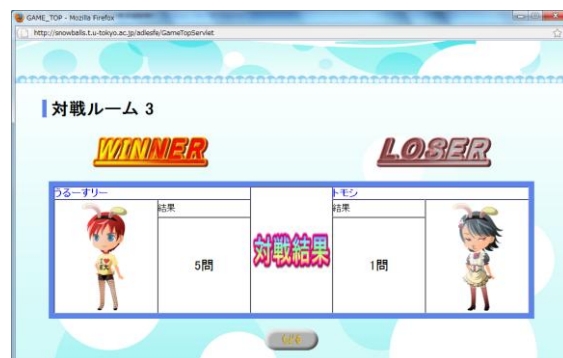 GAME_TOP - Mozilla Firefox
http://snowballs.t.u-tokyo.ac.jp/adlesfe/GameTopServlet
対戦ルーム 3
WINNER
LOSER
うるーすりー
トモシ
結果
対戦結果
結果
5問
1問